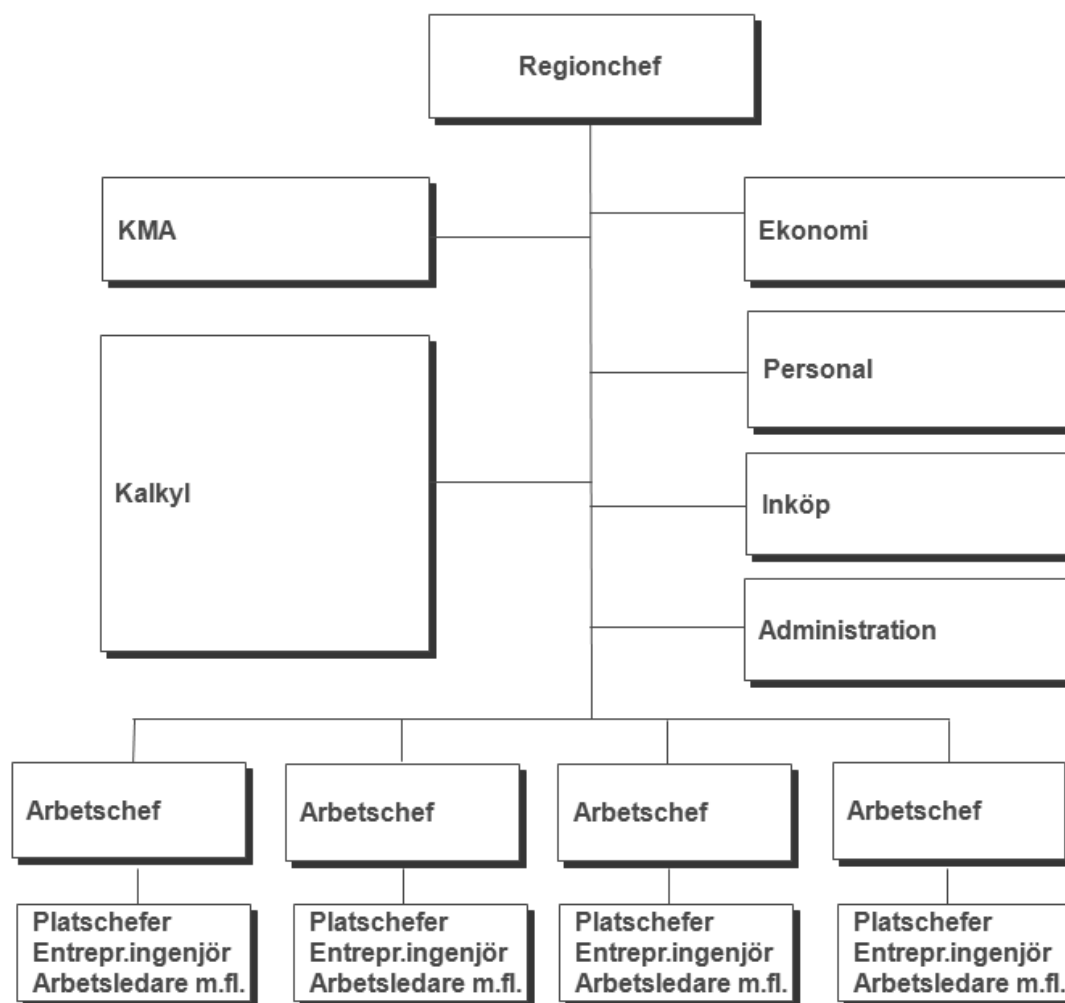 Regionchef
KMA
Ekonomi
Personal
Kalkyl
Inköp
Administration
Arbetschef
Arbetschef
Arbetschef
Arbetschef
Platschefer
Entrepr.ingenjör
Arbetsledare m.fl.
Platschefer
Entrepr.ingenjör
Arbetsledare m.fl.
Platschefer
Entrepr.ingenjör
Arbetsledare m.fl.
Platschefer
Entrepr.ingenjör
Arbetsledare m.fl.